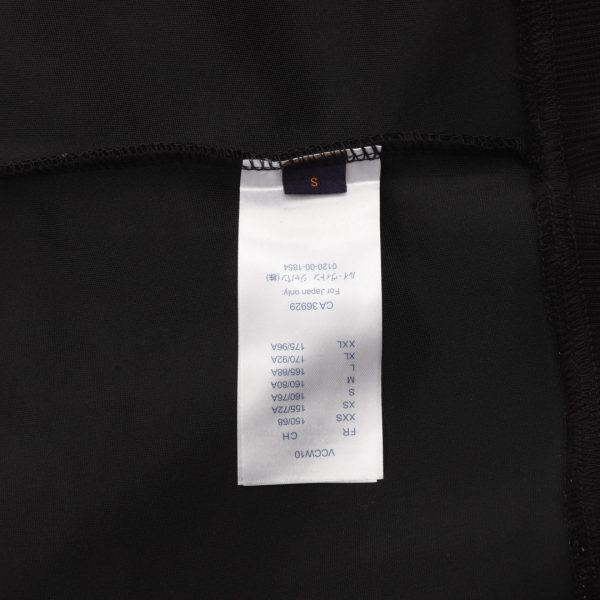 VCCW10
FR CH
XXS 150/68
XS 155/72A
S 160/76A
M 160/80A
L 165/88A
XL 170/92A
XXL 175/96A
CA 36929
For Japan only:
ルイ・ヴィトン ジャパン(株)
0120-00-1854
S